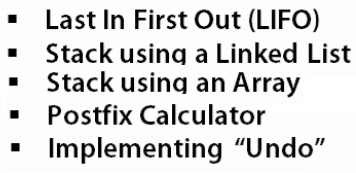 ▪ Last In First Out (LIFO)
▪ Stack using a Linked List
▪ Stack using an Array
▪ Postfix Calculator
▪ Implementing “Undo”